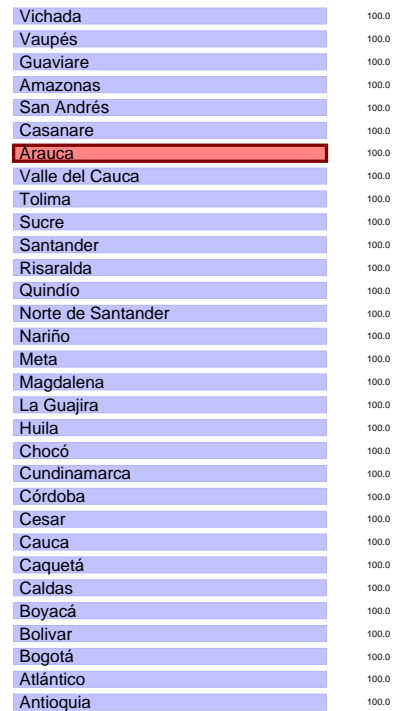 Vichada 100.0
Vaupés 100.0
Guaviare 100.0
Amazonas 100.0
San Andrés 100.0
Casanare 100.0
Arauca 100.0
Valle del Cauca 100.0
Tolima 100.0
Sucre 100.0
Santander 100.0
Risaralda 100.0
Quindío 100.0
Norte de Santander 100.0
Nariño 100.0
Meta 100.0
Magdalena 100.0
La Guajira 100.0
Huila 100.0
Chocó 100.0
Cundinamarca 100.0
Córdoba 100.0
Cesar 100.0
Cauca 100.0
Caquetá 100.0
Caldas 100.0
Boyacá 100.0
Bolivar 100.0
Bogotá 100.0
Atlántico 100.0
Antioquia 100.0